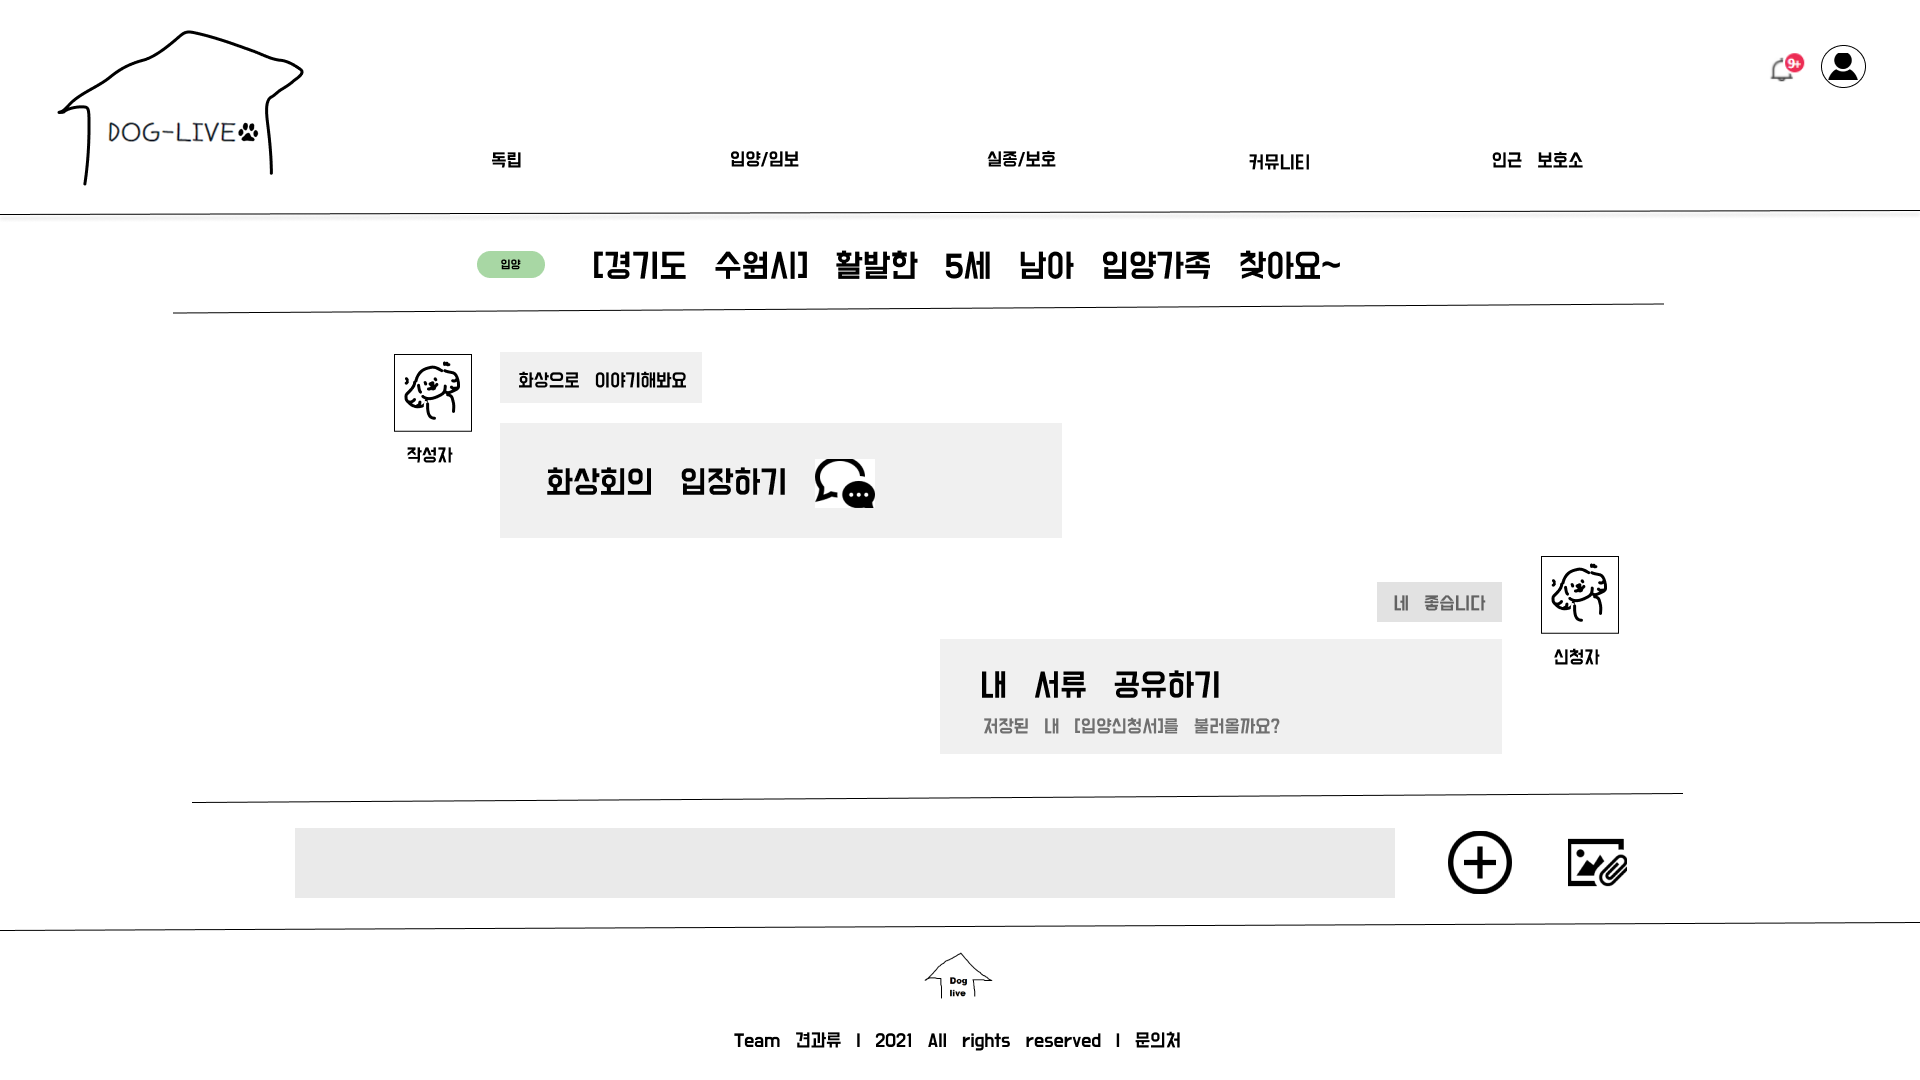 DOG-LIVE
9+
독립 입양/임보 실종/보호 커뮤니티 인근 보호소
입양 [경기도 수원시] 활발한 5세 남아 입양가족 찾아요~
화상으로 이야기해봐요
작성자
화상회의 입장하기
네 좋습니다
신청자
내 서류 공유하기
저장된 내 [입양신청서]를 불러올까요?
Dog
live
Team 견과류 | 2021 All rights reserved | 문의처